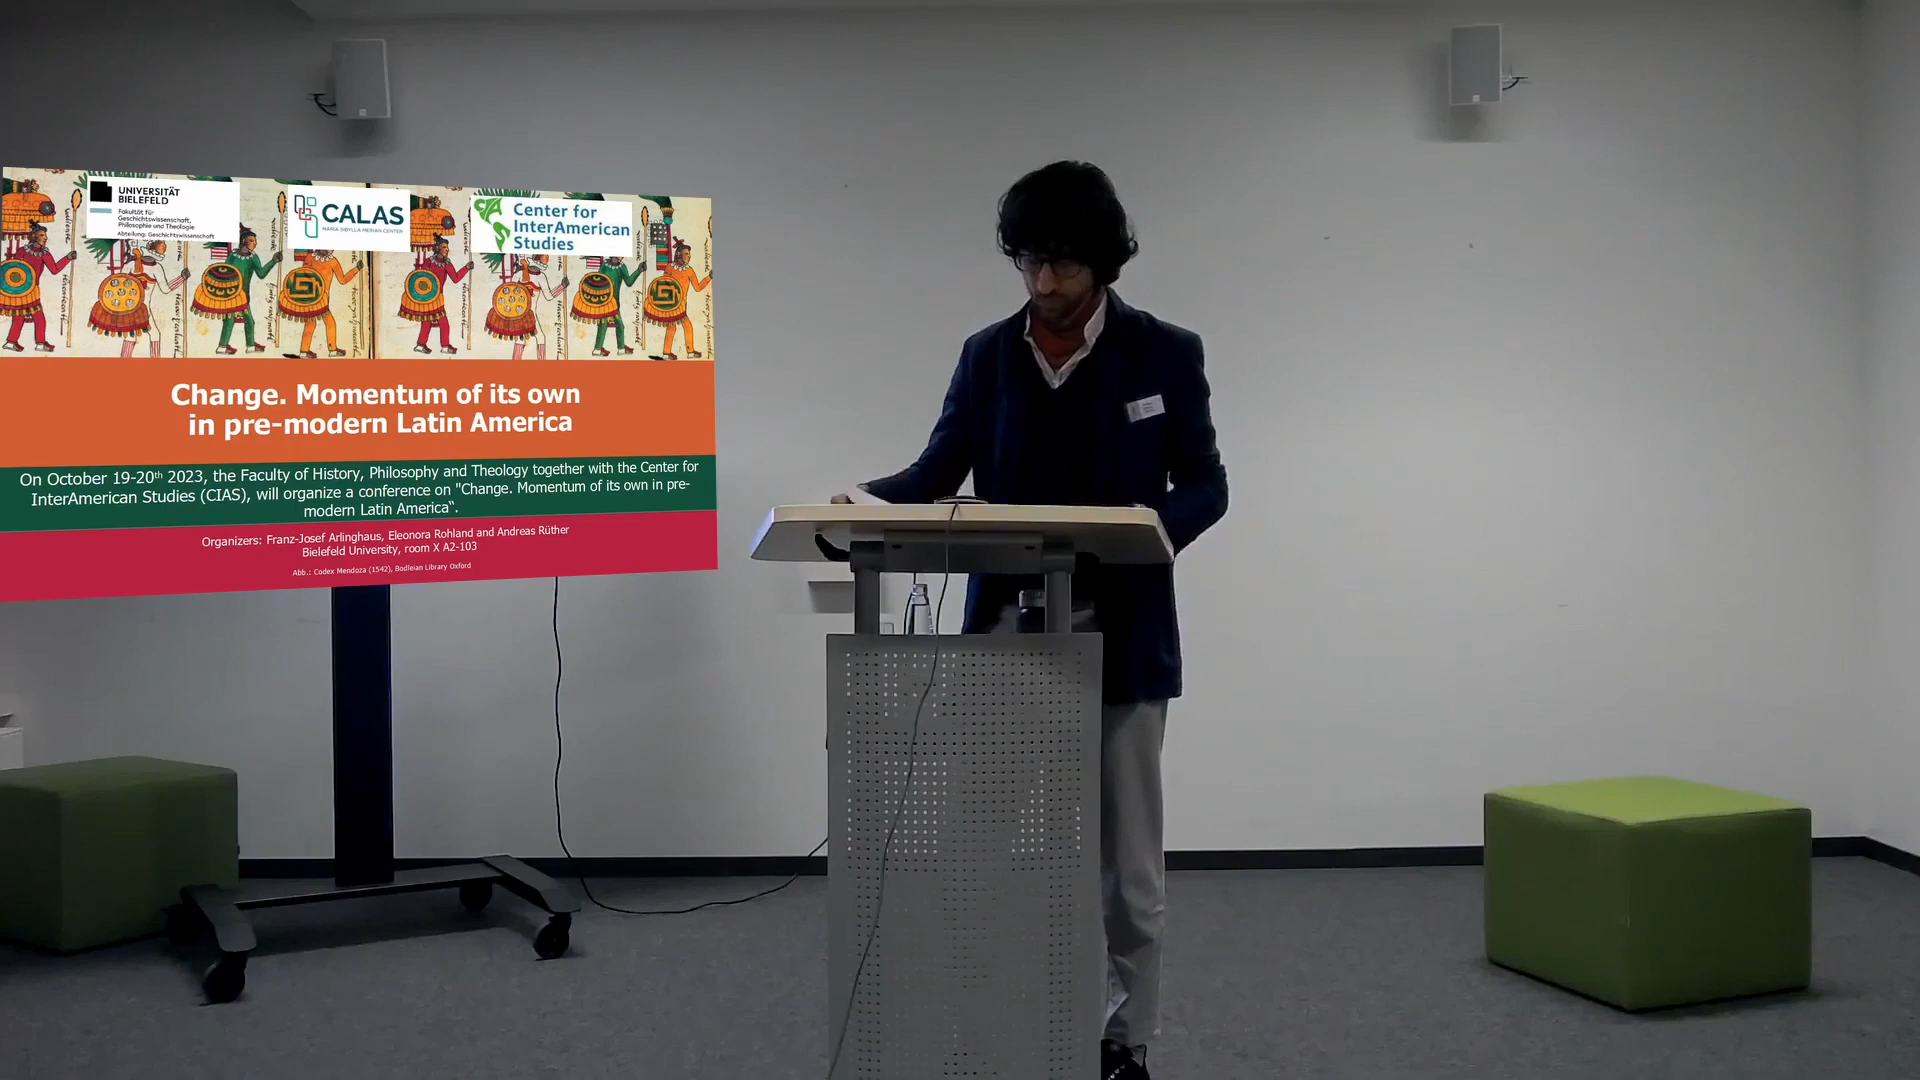 UNIVERSITÄT
BIELEFELD
Fakultät für
Geschichtswissenschaft,
Philosophie und Theologie
Abteilung: Geschichtswissenschaft
CALAS
MARIA SIBYLLA MERIAN CENTER
CIAS
Center for
InterAmerican
Studies
Change. Momentum of its own
in pre-modern Latin America
On October 19-20th 2023, the Faculty of History, Philosophy and Theology together with the Center for
InterAmerican Studies (CIAS), will organize a conference on "Change. Momentum of its own in pre-
modern Latin America“.
Organizers: Franz-Josef Arlinghaus, Eleonora Rohland and Andreas Rüther
Bielefeld University, room X A2-103
Abb.: Codex Mendoza (1542), Bodleian Library Oxford